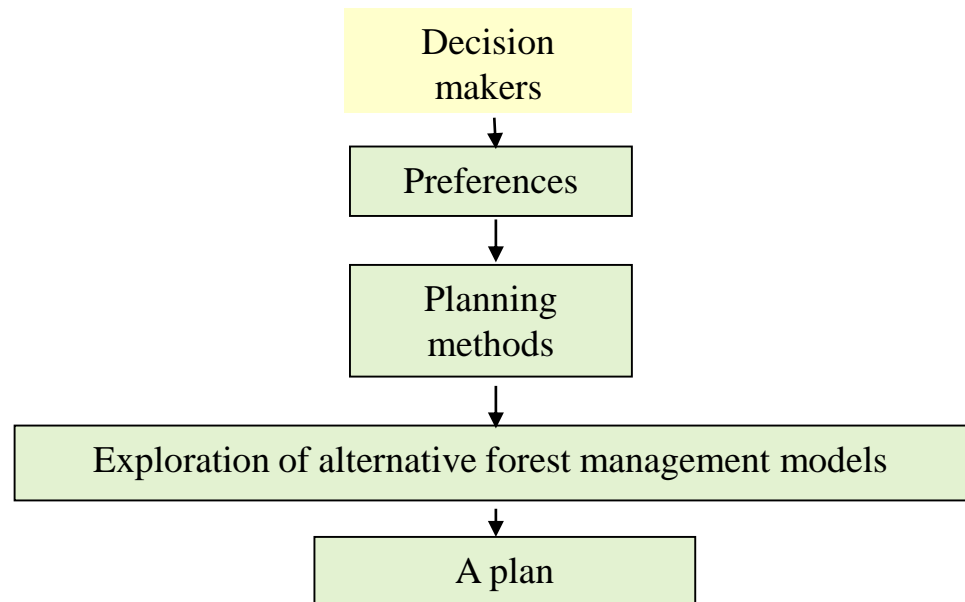 Decision
makers
Preferences
Planning
methods
Exploration of alternative forest management models
A plan